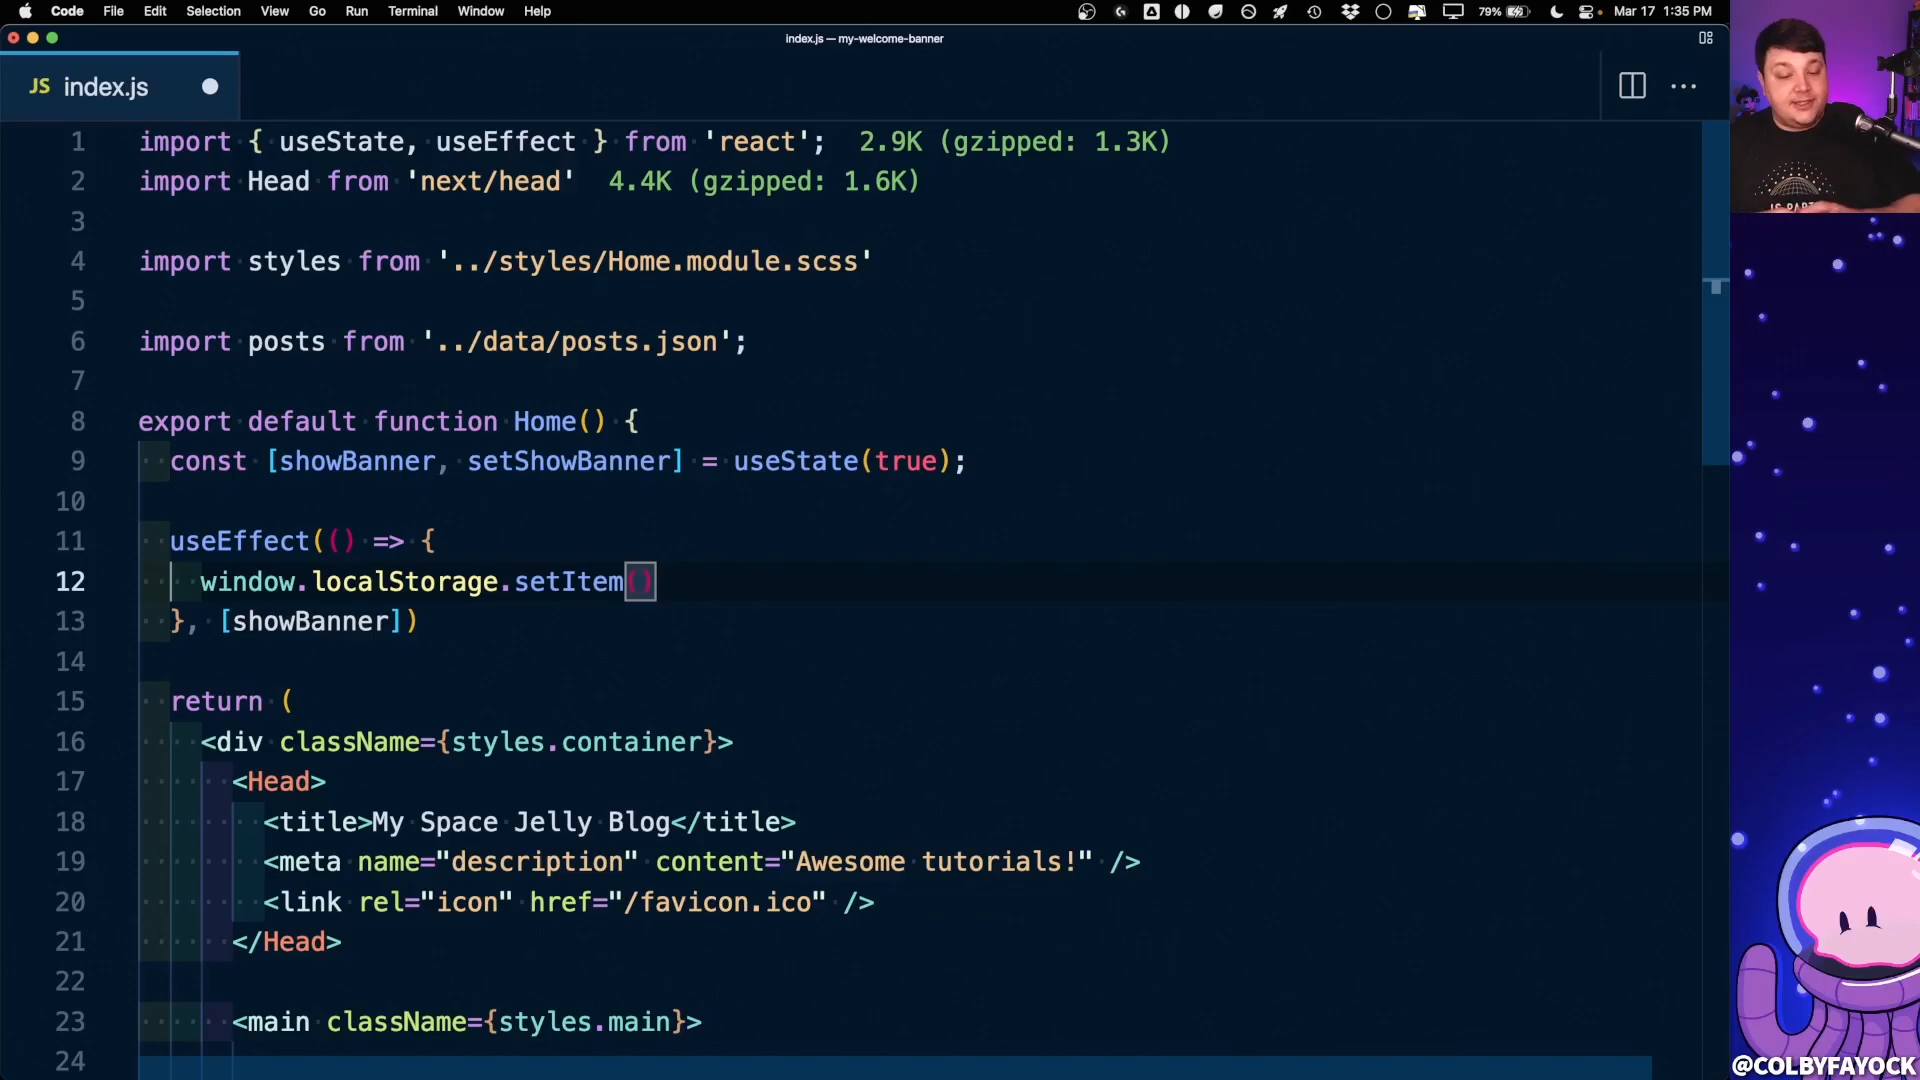 Code File Edit Selection View Go Run Terminal Window Help 79% Mar 17 1:35 PM
index.js — my-welcome-banner
JS index.js
1 import { useState, useEffect } from 'react'; 2.9K (gzipped: 1.3K)
2 import Head from 'next/head' 4.4K (gzipped: 1.6K)
3
4 import styles from '../styles/Home.module.scss'
5
6 import posts from '../data/posts.json';
7
8 export default function Home() {
9 const [showBanner, setShowBanner] = useState(true);
10
11 useEffect(() => {
12 window.localStorage.setItem()
13 }, [showBanner])
14
15 return (
16 <div className={styles.container}>
17 <Head>
18 <title>My Space Jelly Blog</title>
19 <meta name="description" content="Awesome tutorials!" />
20 <link rel="icon" href="/favicon.ico" />
21 </Head>
22
23 <main className={styles.main}>
24
@COLBYFAYOCK